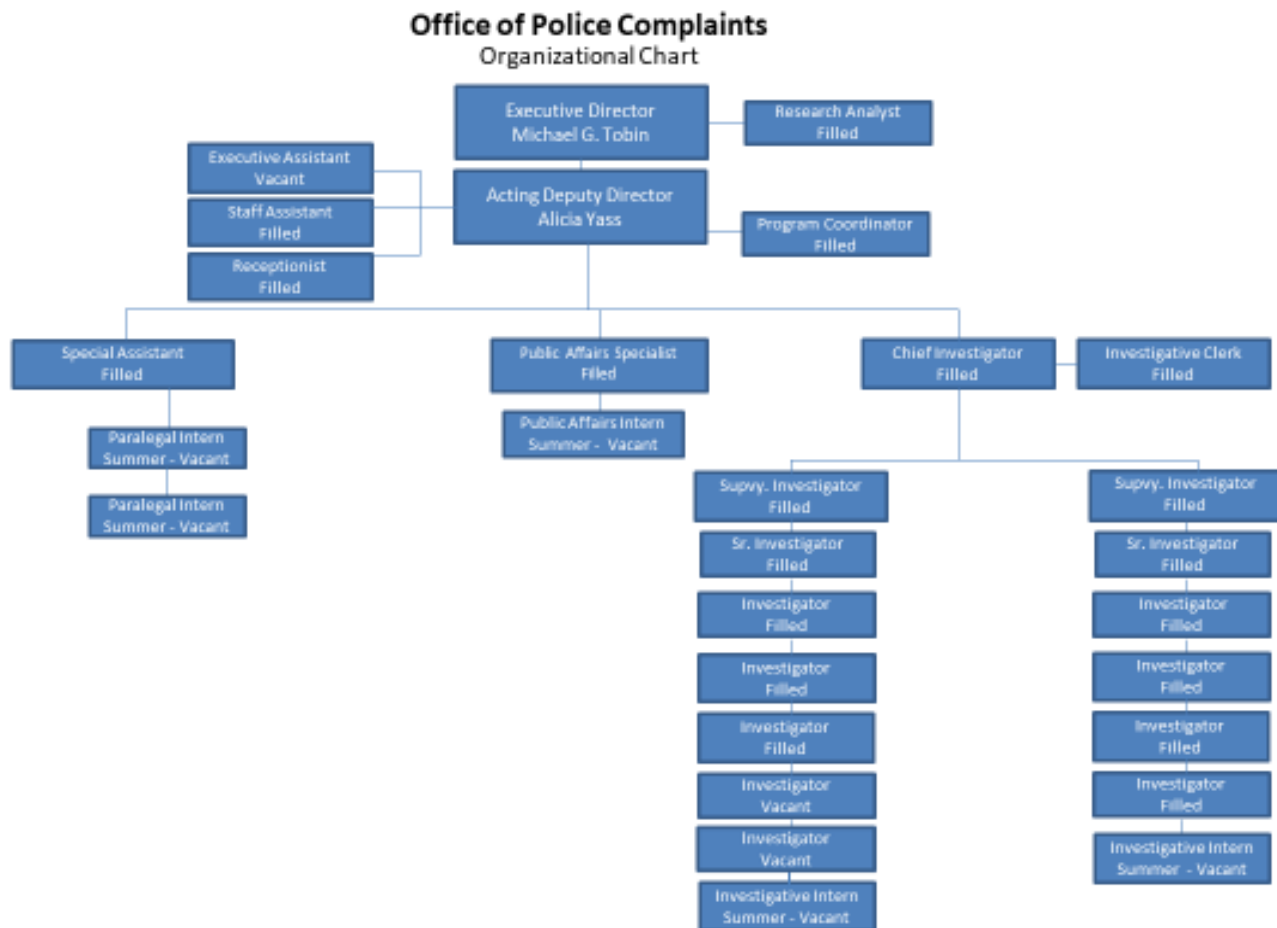 Office of Police Complaints
Organizational Chart
Executive Director
Michael G. Tobin
Research Analyst
Filled
Executive Assistant
Vacant
Staff Assistant
Filled
Receptionist
Filled
Acting Deputy Director
Alicia Yass
Program Coordinator
Filled
Special Assistant
Filled
Paralegal Intern
Summer - Vacant
Paralegal Intern
Summer - Vacant
Public Affairs Specialist
Filled
Public Affairs Intern
Summer - Vacant
Chief Investigator
Filled
Investigative Clerk
Filled
Supvy. Investigator
Filled
Sr. Investigator
Filled
Investigator
Filled
Investigator
Filled
Investigator
Filled
Investigator
Vacant
Investigator
Vacant
Investigative Intern
Summer - Vacant
Supvy. Investigator
Filled
Sr. Investigator
Filled
Investigator
Filled
Investigator
Filled
Investigator
Filled
Investigator
Filled
Investigative Intern
Summer - Vacant